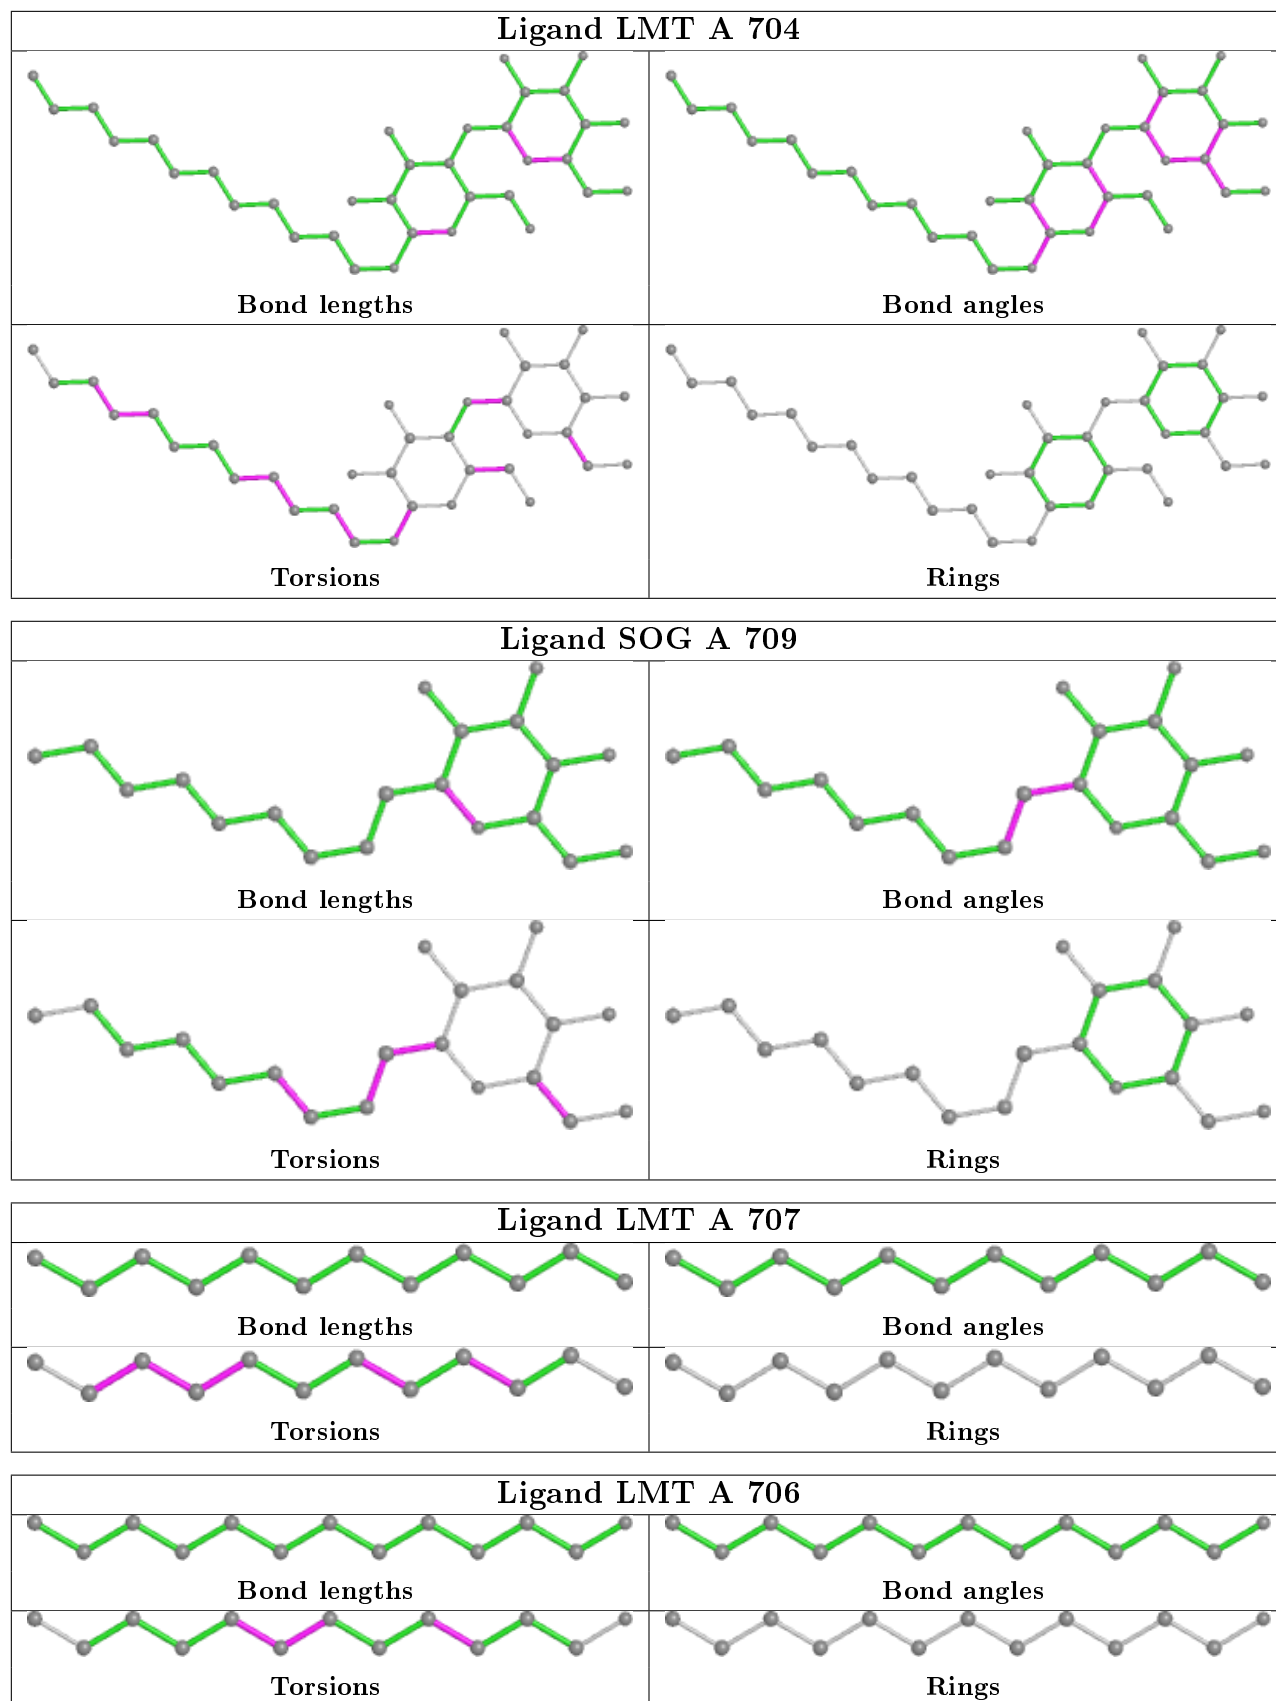 Ligand LMT A 704
Bond lengths
Bond angles
Torsions
Rings
Ligand SOG A 709
Bond lengths
Bond angles
Torsions
Rings
Ligand LMT A 707
Bond lengths
Bond angles
Torsions
Rings
Ligand LMT A 706
Bond lengths
Bond angles
Torsions
Rings